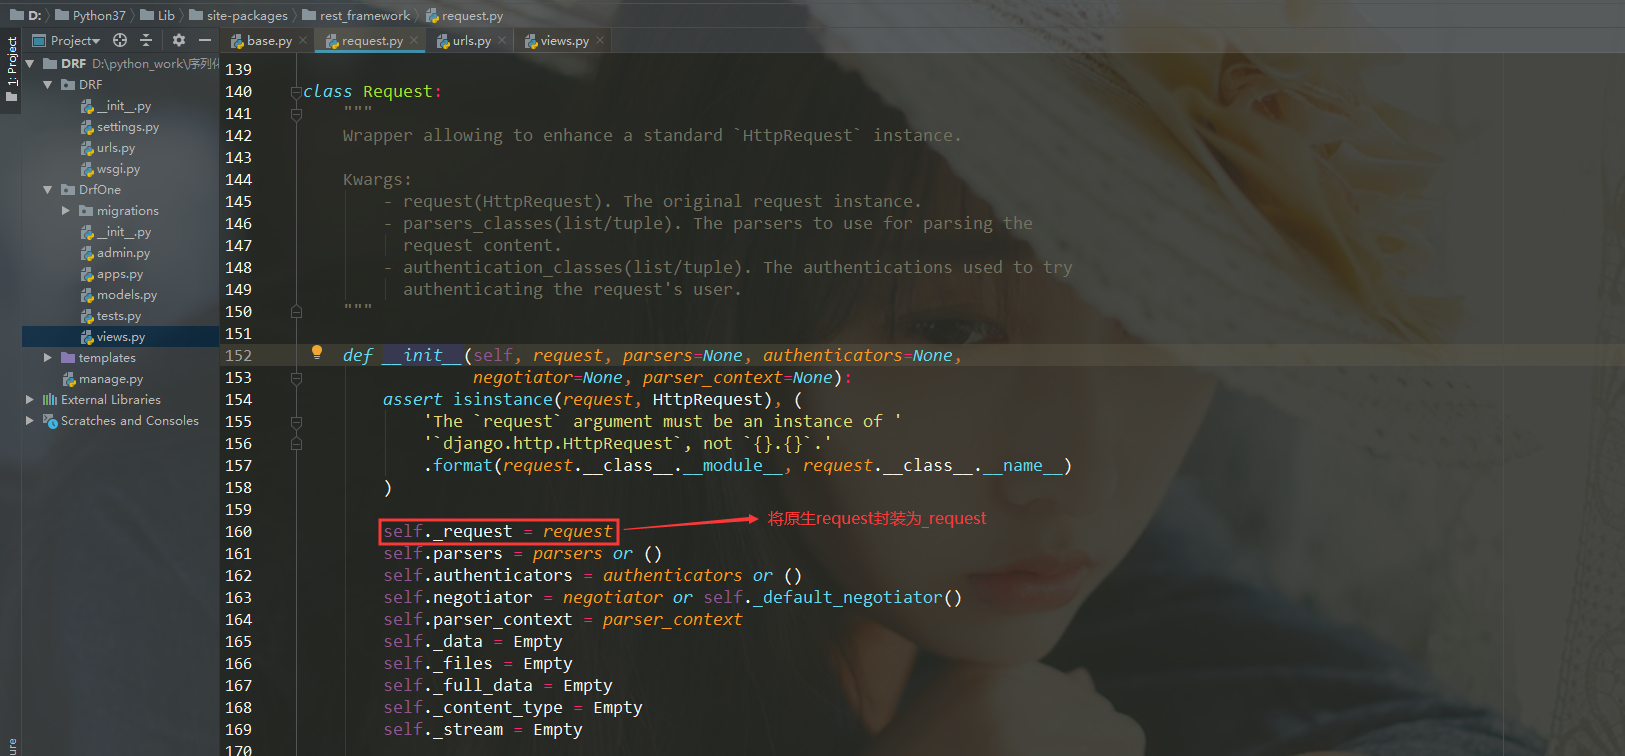 D: Python37 Lib site-packages rest_framework request.py
Project base.py request.py urls.py views.py
1: Project
DRF D:\python_work\序列化
DRF
__init__.py
settings.py
urls.py
wsgi.py
DrfOne
migrations
__init__.py
admin.py
apps.py
models.py
tests.py
views.py
templates
manage.py
External Libraries
Scratches and Consoles
139
140 class Request:
141 """
142 Wrapper allowing to enhance a standard `HttpRequest` instance.
143
144 Kwargs:
145 - request(HttpRequest). The original request instance.
146 - parsers_classes(list/tuple). The parsers to use for parsing the
147 request content.
148 - authentication_classes(list/tuple). The authentications used to try
149 authenticating the request's user.
150 """
151
152 def __init__(self, request, parsers=None, authenticators=None,
153 negotiator=None, parser_context=None):
154 assert isinstance(request, HttpRequest), (
155 'The `request` argument must be an instance of '
156 '`django.http.HttpRequest`, not `{}.{}`.'
157 .format(request.__class__.__module__, request.__class__.__name__)
158 )
159
160 self._request = request 将原生request封装为_request
161 self.parsers = parsers or ()
162 self.authenticators = authenticators or ()
163 self.negotiator = negotiator or self._default_negotiator()
164 self.parser_context = parser_context
165 self._data = Empty
166 self._files = Empty
167 self._full_data = Empty
168 self._content_type = Empty
169 self._stream = Empty
170